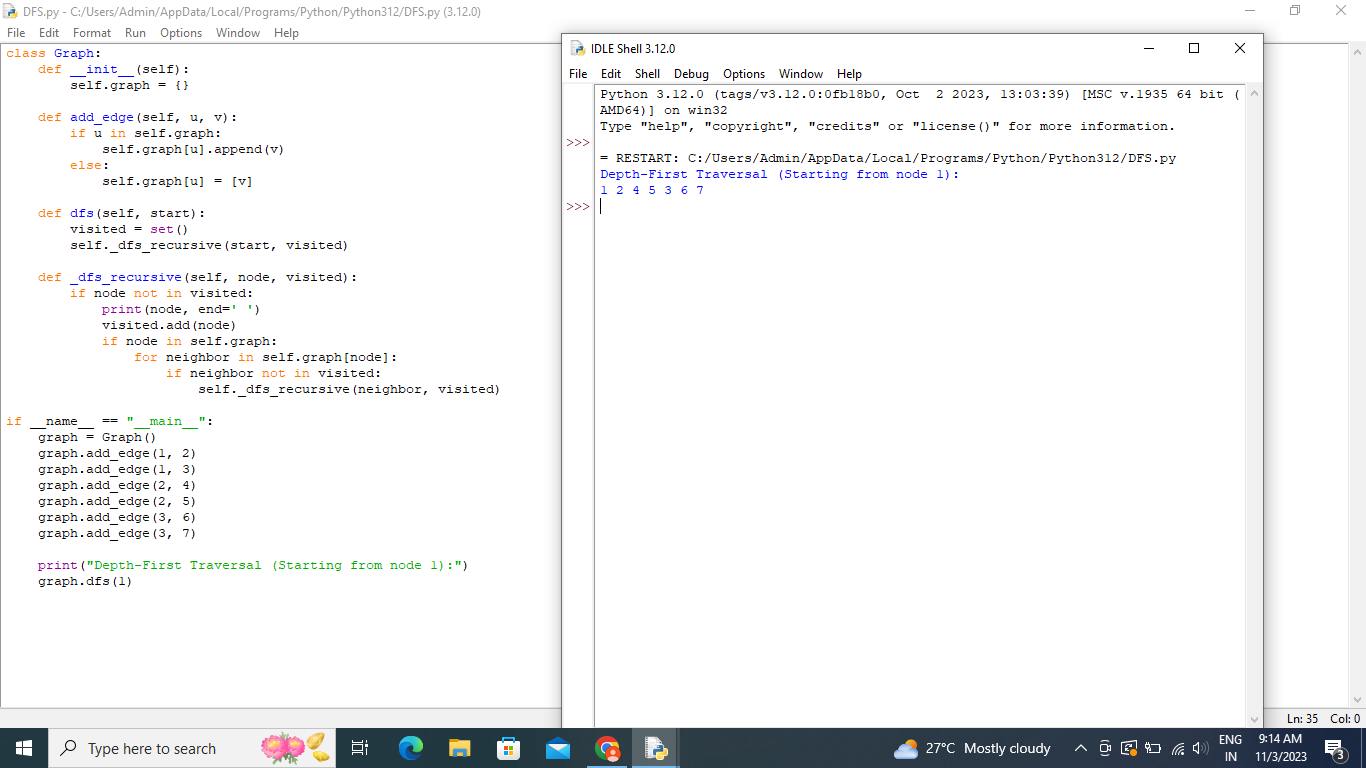 DFS.py - C:/Users/Admin/AppData/Local/Programs/Python/Python312/DFS.py (3.12.0)
File Edit Format Run Options Window Help
class Graph:
    def __init__(self):
        self.graph = {}

    def add_edge(self, u, v):
        if u in self.graph:
            self.graph[u].append(v)
        else:
            self.graph[u] = [v]

    def dfs(self, start):
        visited = set()
        self._dfs_recursive(start, visited)

    def _dfs_recursive(self, node, visited):
        if node not in visited:
            print(node, end=' ')
            visited.add(node)
            if node in self.graph:
                for neighbor in self.graph[node]:
                    if neighbor not in visited:
                        self._dfs_recursive(neighbor, visited)

if __name__ == "__main__":
    graph = Graph()
    graph.add_edge(1, 2)
    graph.add_edge(1, 3)
    graph.add_edge(2, 4)
    graph.add_edge(2, 5)
    graph.add_edge(3, 6)
    graph.add_edge(3, 7)

    print("Depth-First Traversal (Starting from node 1):")
    graph.dfs(1)
IDLE Shell 3.12.0
File Edit Shell Debug Options Window Help
Python 3.12.0 (tags/v3.12.0:0fb18b0, Oct  2 2023, 13:03:39) [MSC v.1935 64 bit (
AMD64)] on win32
Type "help", "copyright", "credits" or "license()" for more information.
>>>
= RESTART: C:/Users/Admin/AppData/Local/Programs/Python/Python312/DFS.py
Depth-First Traversal (Starting from node 1):
1 2 4 5 3 6 7
>>>
Ln: 35 Col: 0
Type here to search
27°C Mostly cloudy
ENG
IN
9:14 AM
11/3/2023
3